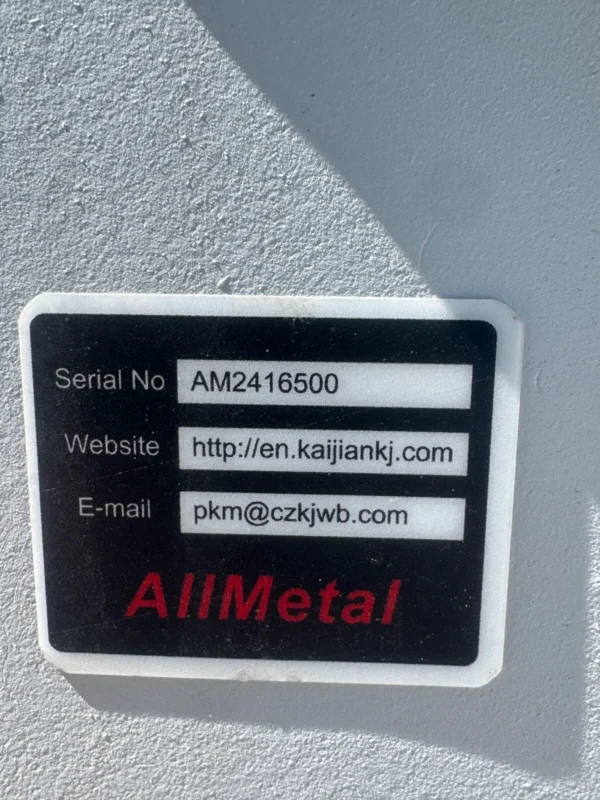 Serial No AM2416500
Website http://en.kaijiankj.com
E-mail pkm@czkjwb.com
AllMetal